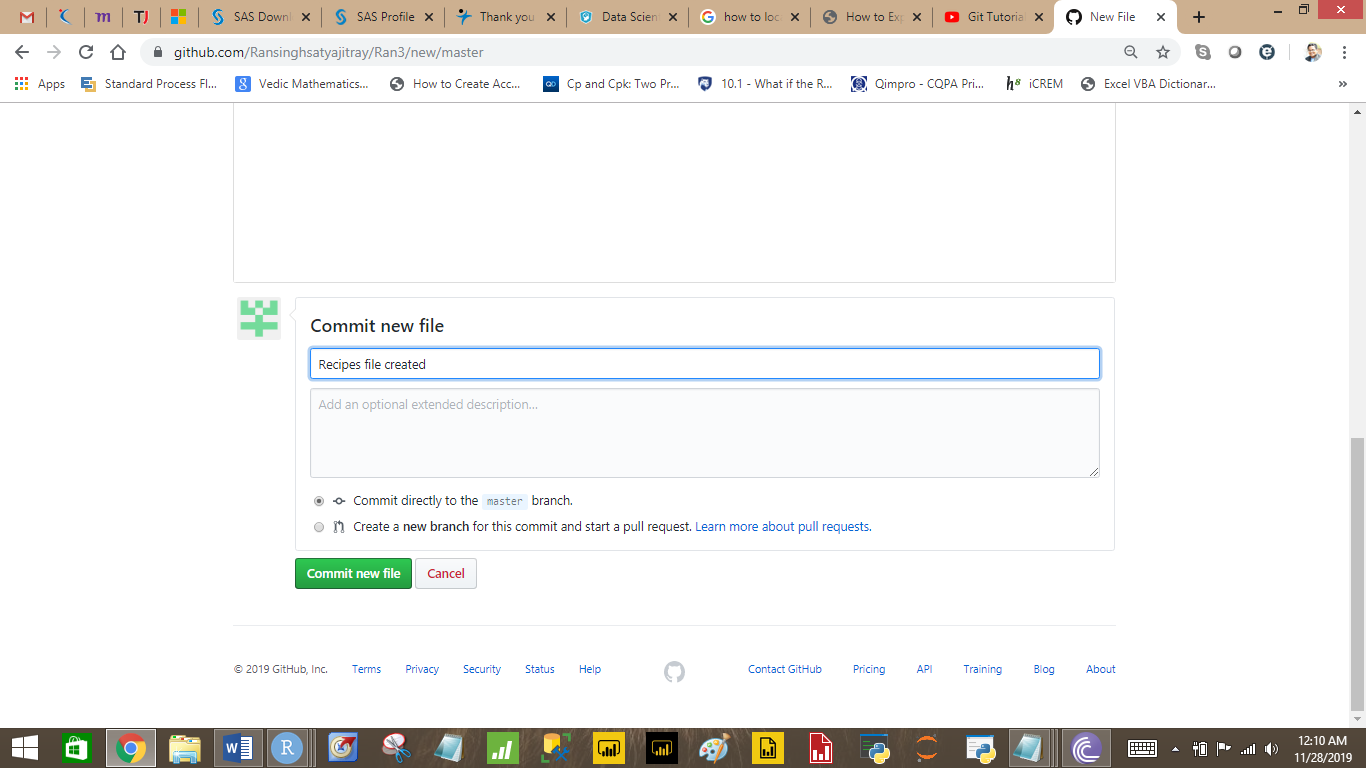 SAS Downl
SAS Profile
Thank you
Data Scien
how to loc
How to Exp
Git Tutoria
New File
github.com/Ransinghsatyajitray/Ran3/new/master
Apps
Standard Process Fl...
Vedic Mathematics...
How to Create Acc...
Cp and Cpk: Two Pr...
10.1 - What if the R...
Qimpro - CQPA Pri...
iCREM
Excel VBA Dictionar...
»
Commit new file
Recipes file created
Add an optional extended description...
Commit directly to the master branch.
Create a new branch for this commit and start a pull request. Learn more about pull requests.
Commit new file
Cancel
© 2019 GitHub, Inc.
Terms
Privacy
Security
Status
Help
Contact GitHub
Pricing
API
Training
Blog
About
12:10 AM
11/28/2019